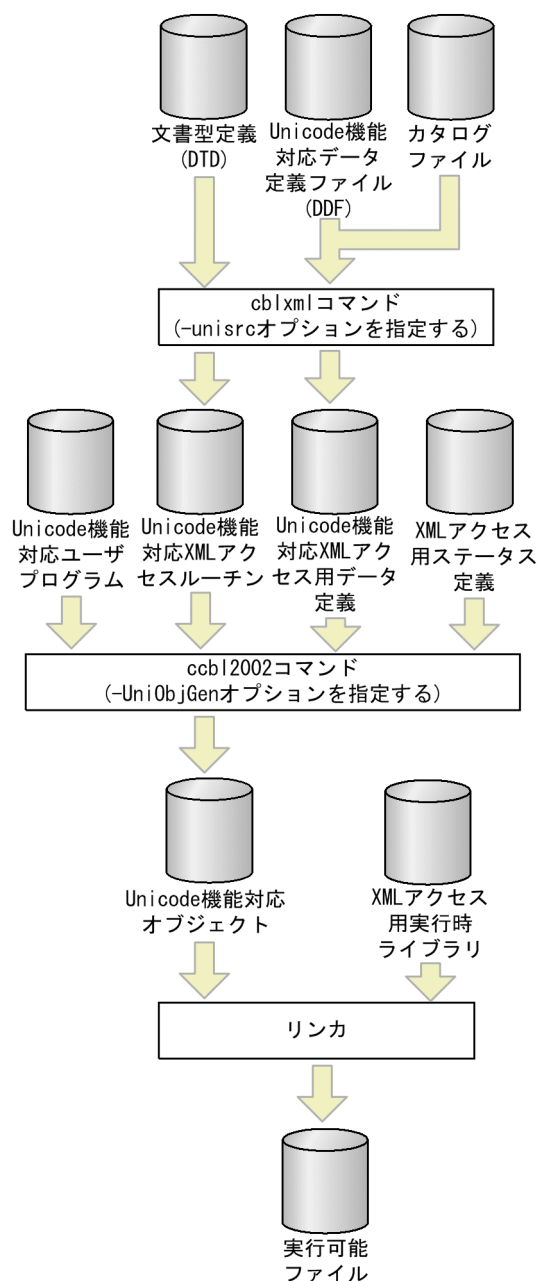 文書型定義
(DTD)
Unicode機能
対応データ
定義ファイル
(DDF)
カタログ
ファイル
cblxmlコマンド
(-unisrcオプションを指定する)
Unicode機能
対応ユーザ
プログラム
Unicode機能
対応XMLアク
セスルーチン
Unicode機能
対応XMLアク
セス用データ
定義
XMLアクセス
用ステータス
定義
ccbl2002コマンド
(-UniObjGenオプションを指定する)
Unicode機能対応
オブジェクト
XMLアクセス
用実行時
ライブラリ
リンカ
実行可能
ファイル